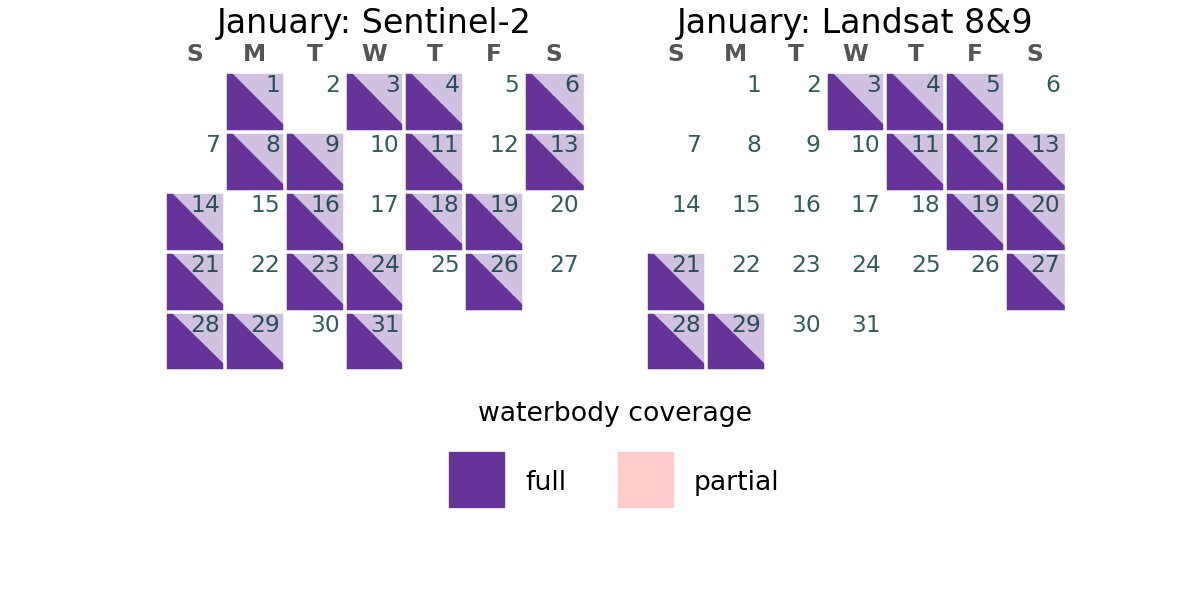 January: Sentinel-2
S M T W T F S
1 2 3 4 5 6
7 8 9 10 11 12 13
14 15 16 17 18 19 20
21 22 23 24 25 26 27
28 29 30 31
January: Landsat 8&9
S M T W T F S
1 2 3 4 5 6
7 8 9 10 11 12 13
14 15 16 17 18 19 20
21 22 23 24 25 26 27
28 29 30 31
waterbody coverage
full partial